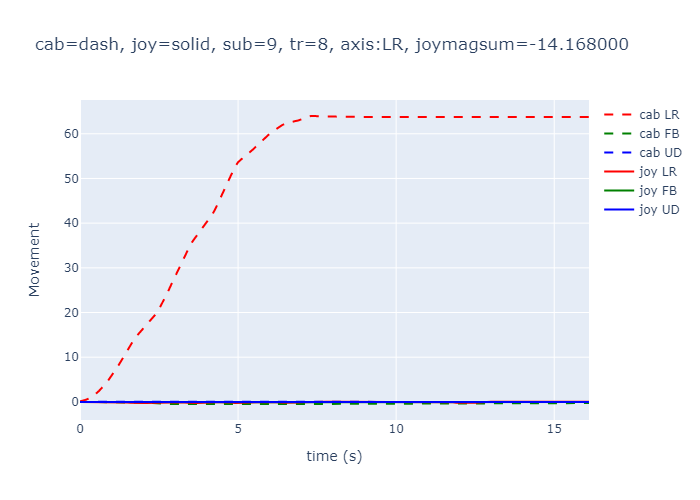 cab=dash, joy=solid, sub=9, tr=8, axis:LR, joymagsum=-14.168000
cab LR
cab FB
cab UD
joy LR
joy FB
joy UD
Movement
60
50
40
30
20
10
0
0 5 10 15
time (s)